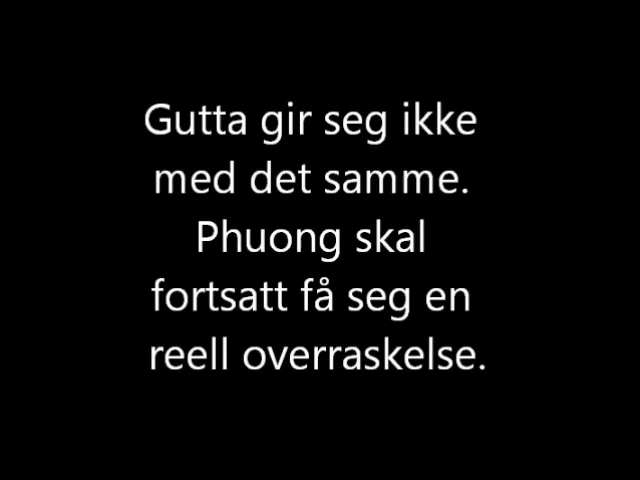 Gutta gir seg ikke
med det samme.
Phuong skal
fortsatt få seg en
reell overraskelse.